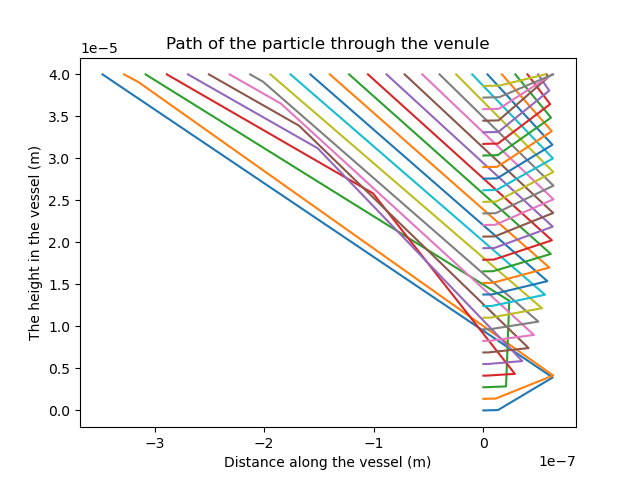 Path of the particle through the venule
1e−5
4.0
3.5
3.0
2.5
2.0
1.5
1.0
0.5
0.0
The height in the vessel (m)
−3 −2 −1 0
1e−7
Distance along the vessel (m)